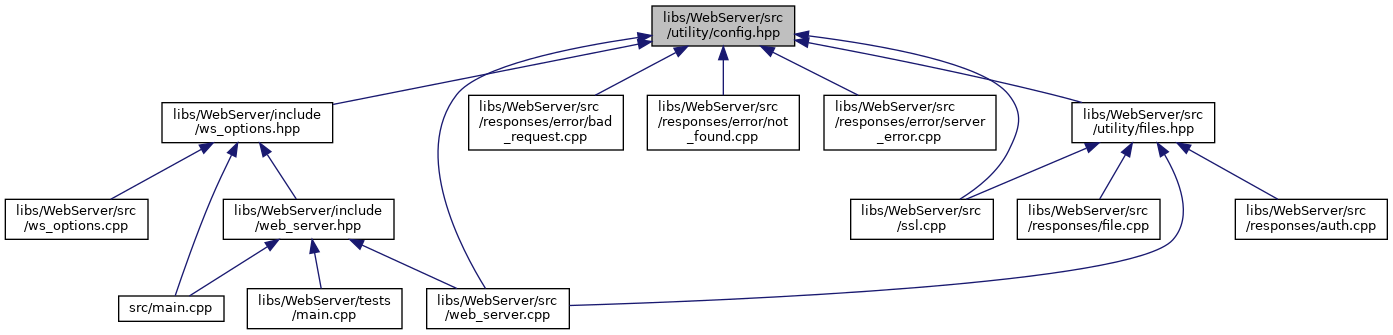 libs/WebServer/src
/utility/config.hpp
libs/WebServer/include
/ws_options.hpp
libs/WebServer/src
/responses/error/bad
_request.cpp
libs/WebServer/src
/responses/error/not
_found.cpp
libs/WebServer/src
/responses/error/server
_error.cpp
libs/WebServer/src
/utility/files.hpp
libs/WebServer/src
/ws_options.cpp
libs/WebServer/include
/web_server.hpp
libs/WebServer/src
/ssl.cpp
libs/WebServer/src
/responses/file.cpp
libs/WebServer/src
/responses/auth.cpp
src/main.cpp
libs/WebServer/tests
/main.cpp
libs/WebServer/src
/web_server.cpp